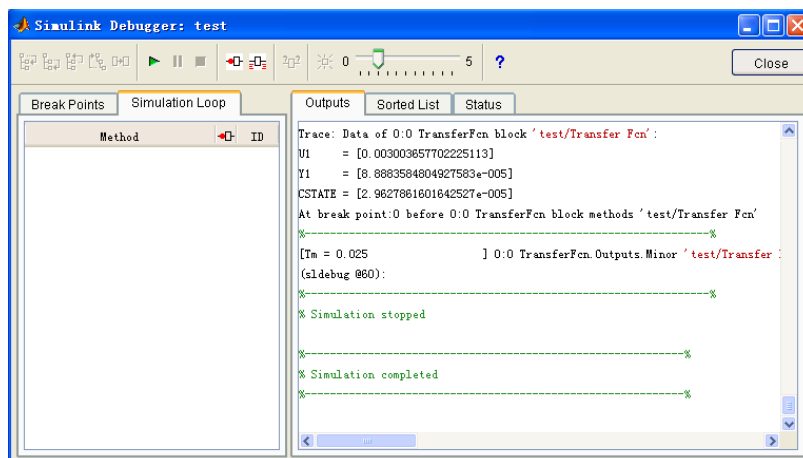 Simulink Debugger: test
0 5 ? Close
Break Points Simulation Loop Outputs Sorted List Status
Method ID
Trace: Data of 0:0 TransferFcn block 'test/Transfer Fcn':
U1 = [0.003003657702225113]
Y1 = [8.8883584804927583e-005]
CSTATE = [2.9627861601642527e-005]
At break point:0 before 0:0 TransferFcn block methods 'test/Transfer Fcn'
%----------------------------------------------------------------%
[Tm = 0.025 ] 0:0 TransferFcn.Outputs.Minor 'test/Transfer
(sldebug @60):
%----------------------------------------------------------------%
% Simulation stopped
%------------------------------------------------------------%
% Simulation completed
%------------------------------------------------------------%